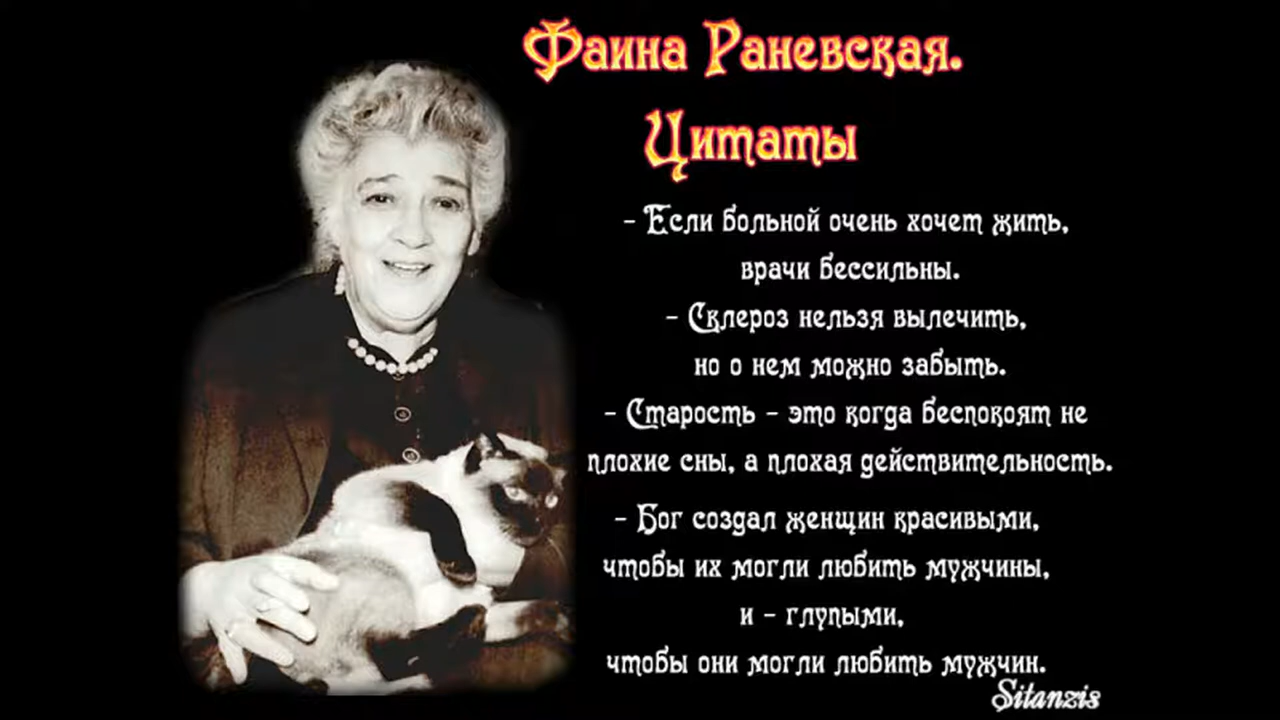 Фаина Раневская.
Цитаты
- Если больной очень хочет жить,
врачи бессильны.
- Склероз нельзя вылечить,
но о нем можно забыть.
- Старость - это когда беспокоят не
плохие сны, а плохая действительность.
- Бог создал женщин красивыми,
чтобы их могли любить мужчины,
и - глупыми,
чтобы они могли любить мужчин.
Sitanzis